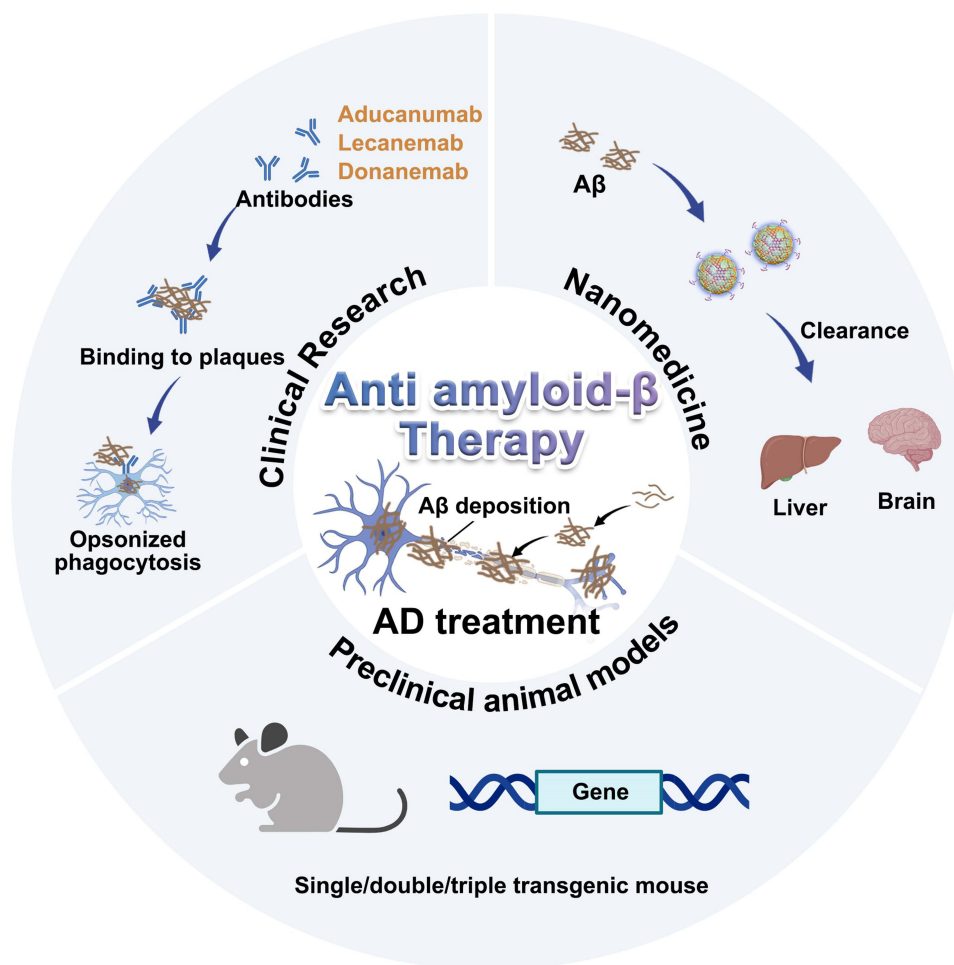 Aducanumab
Lecanemab
Donanemab
Antibodies
Binding to plaques
Opsonized
phagocytosis
Clinical Research
Aβ
Clearance
Liver
Brain
Nanomedicine
Anti amyloid-β
Therapy
Aβ deposition
AD treatment
Preclinical animal models
Gene
Single/double/triple transgenic mouse